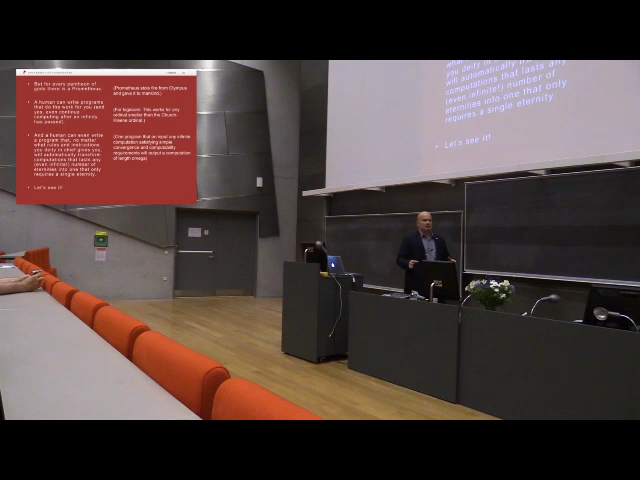 But for every pantheon of
gods there is a Prometheus.
(Prometheus stole fire from Olympus
and gave it to mankind.)
A human can write programs
that do the work for you (and
yes, even continue
computing after an infinity
has passed).
(For logicians: This works for any
ordinal smaller than the Church-
Kleene ordinal.)
And a human can even write
a program that, no matter
what rules and instructions
you deity in chief gives you,
will automatically transform
computations that lasts any
(even infinite!) number of
eternities into one that only
requires a single eternity.
(One program that on input any infinite
computation satisfying simple
convergence and computability
requirements will output a computation
of length omega)
Let's see it!
you deity in chief gives
will automatically transform
computations that lasts any
(even infinite!) number of
eternities into one that only
requires a single eternity.
Let's see it!